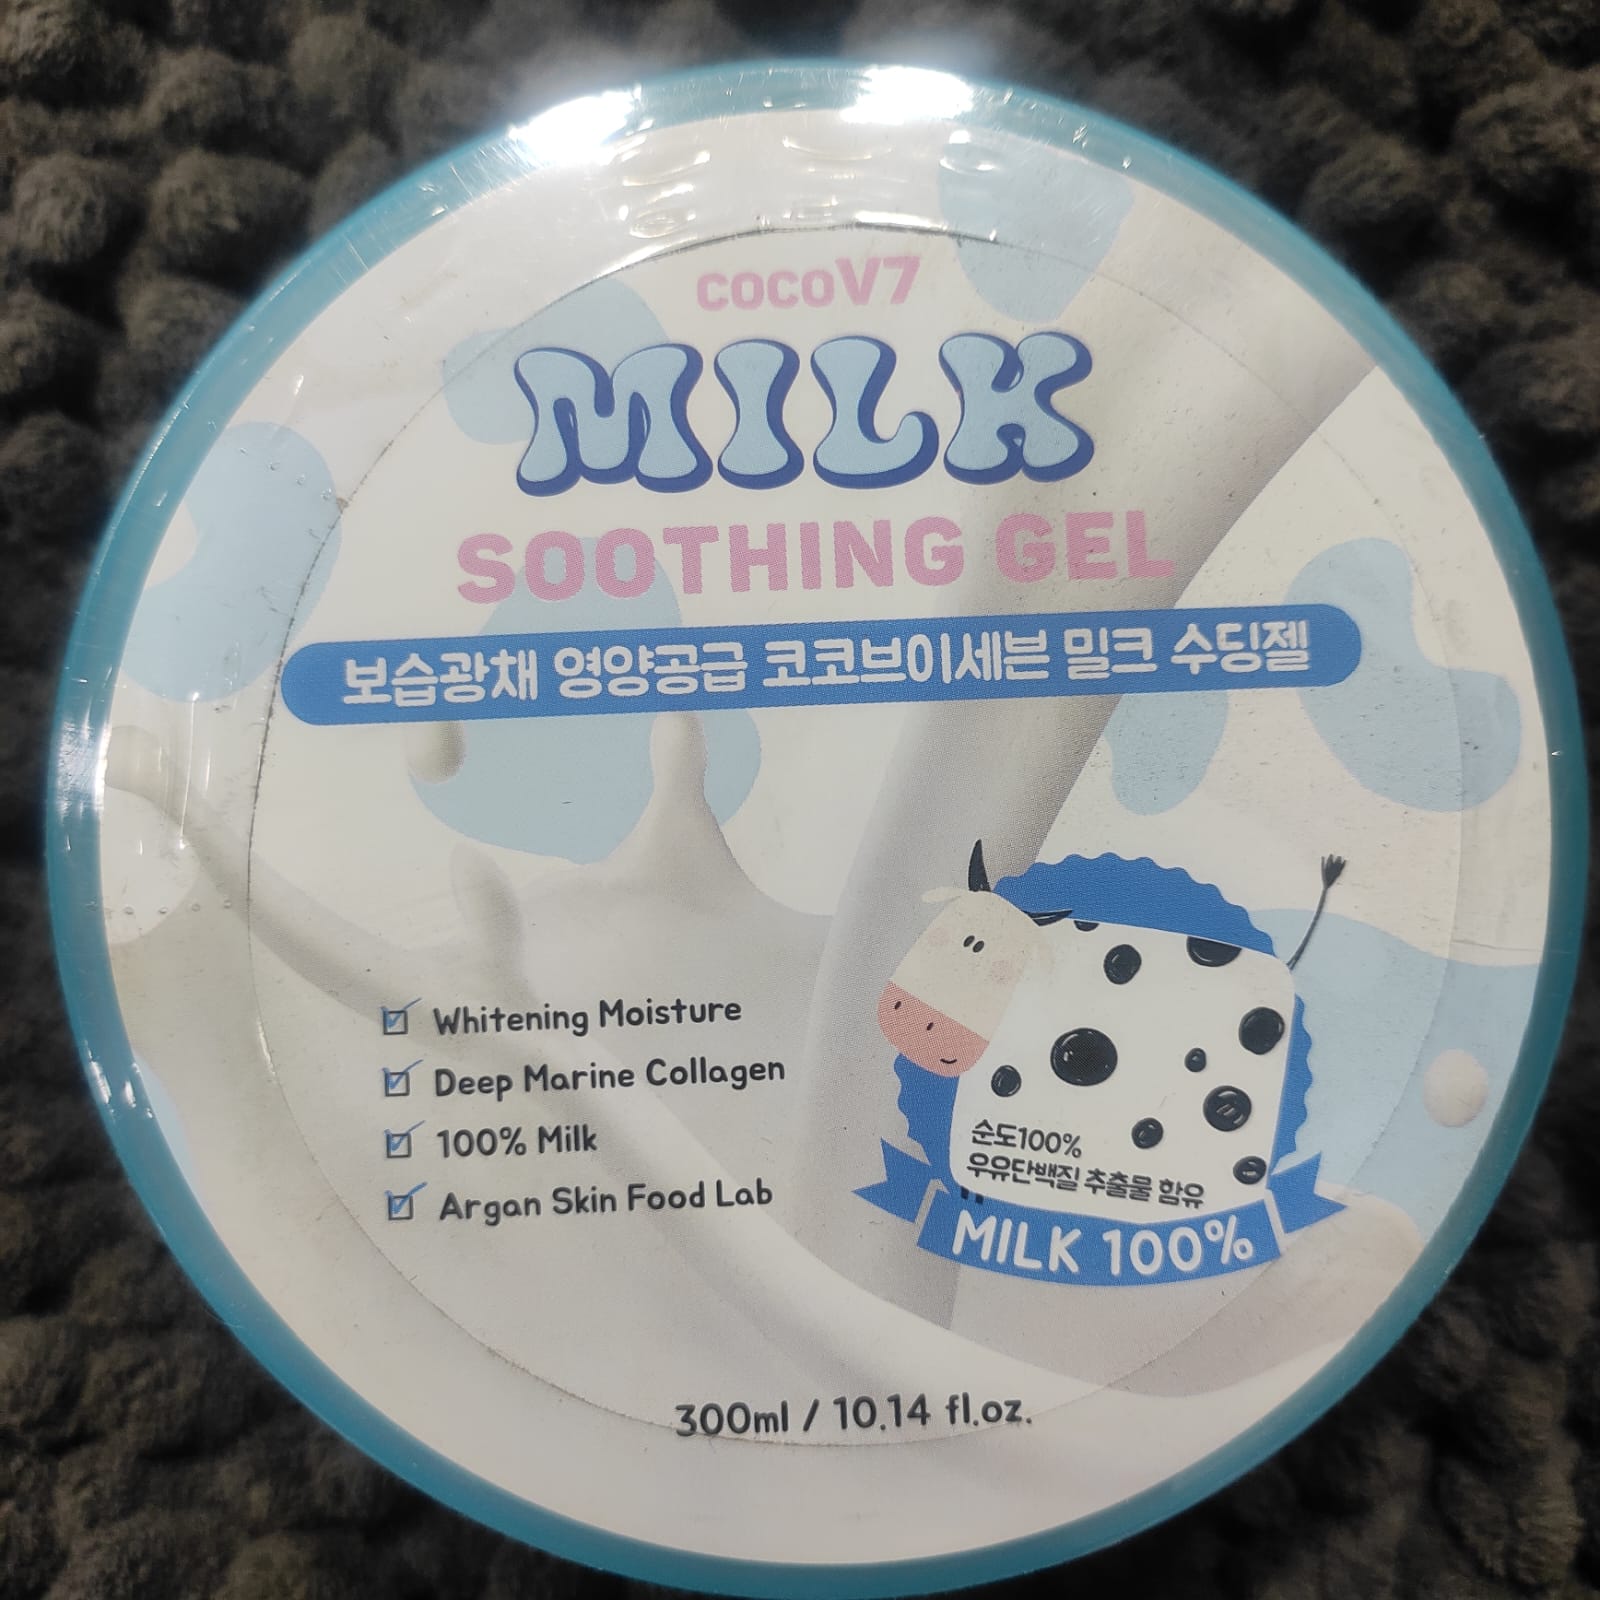 cocoV7
MILK
SOOTHING GEL
보습광채 영양공급 코코브이세븐 밀크 수딩젤
Whitening Moisture
Deep Marine Collagen
100% Milk
Argan Skin Food Lab
순도100%
우유단백질 추출물 함유
MILK 100%
300ml / 10.14 fl.oz.